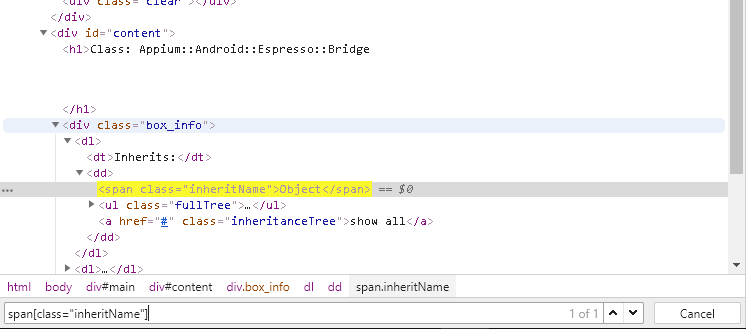 <div class="clear"></div>
</div>
▼<div id="content">
<h1>Class: Appium::Android::Espresso::Bridge
</h1>
▼<div class="box_info">
▼<dl>
<dt>Inherits:</dt>
▼<dd>
... <span class="inheritName">Object</span> == $0
▶<ul class="fullTree">…</ul>
<a href="#" class="inheritanceTree">show all</a>
</dd>
</dl>
▶<dl>…</dl>
html body div#main div#content div.box_info dl dd span.inheritName
span[class="inheritName"] 1 of 1 Cancel